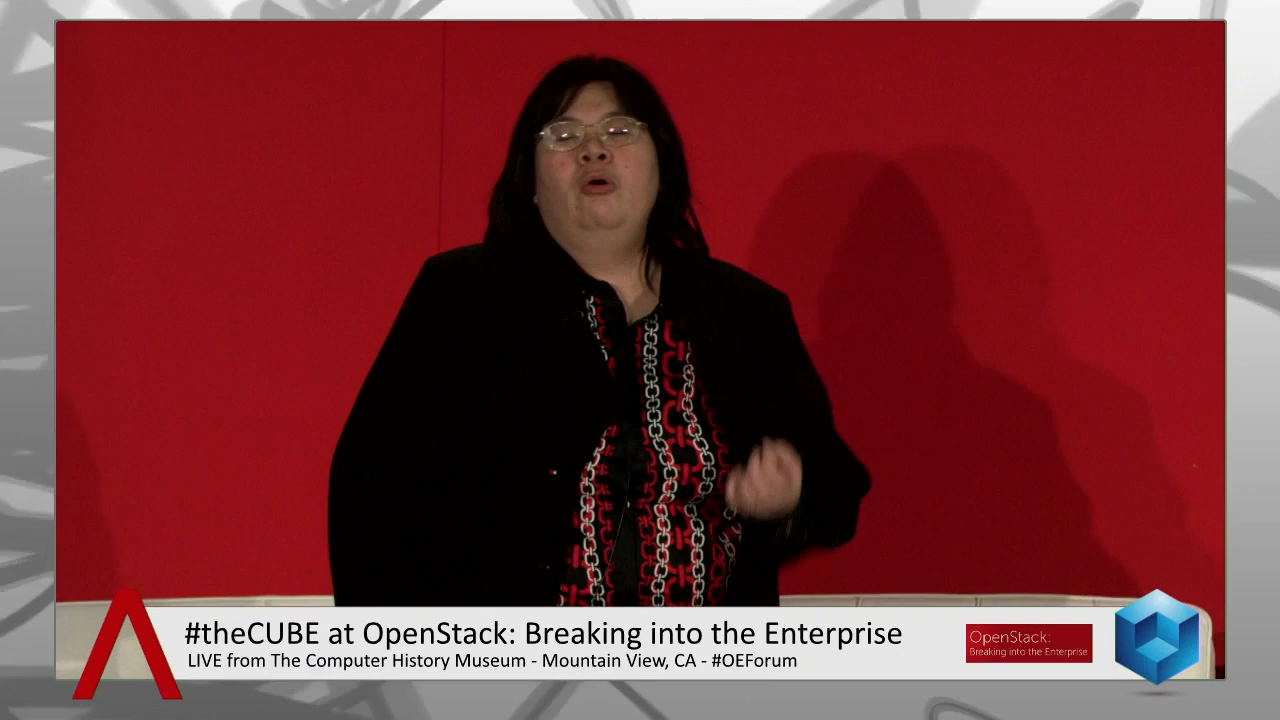 #theCUBE at OpenStack: Breaking into the Enterprise
LIVE from The Computer History Museum - Mountain View, CA - #OEForum
OpenStack:
Breaking into the Enterprise